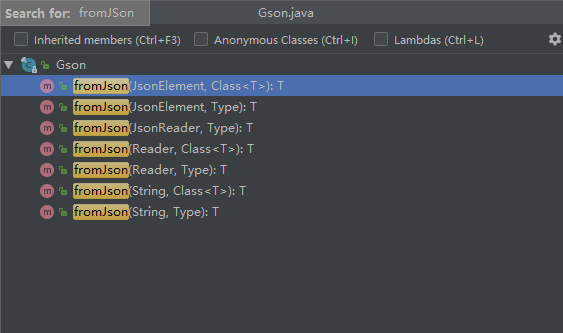 Search for: fromJSon Gson.java
Inherited members (Ctrl+F3) Anonymous Classes (Ctrl+I) Lambdas (Ctrl+L)
Gson
m fromJson(JsonElement, Class<T>): T
m fromJson(JsonElement, Type): T
m fromJson(JsonReader, Type): T
m fromJson(Reader, Class<T>): T
m fromJson(Reader, Type): T
m fromJson(String, Class<T>): T
m fromJson(String, Type): T